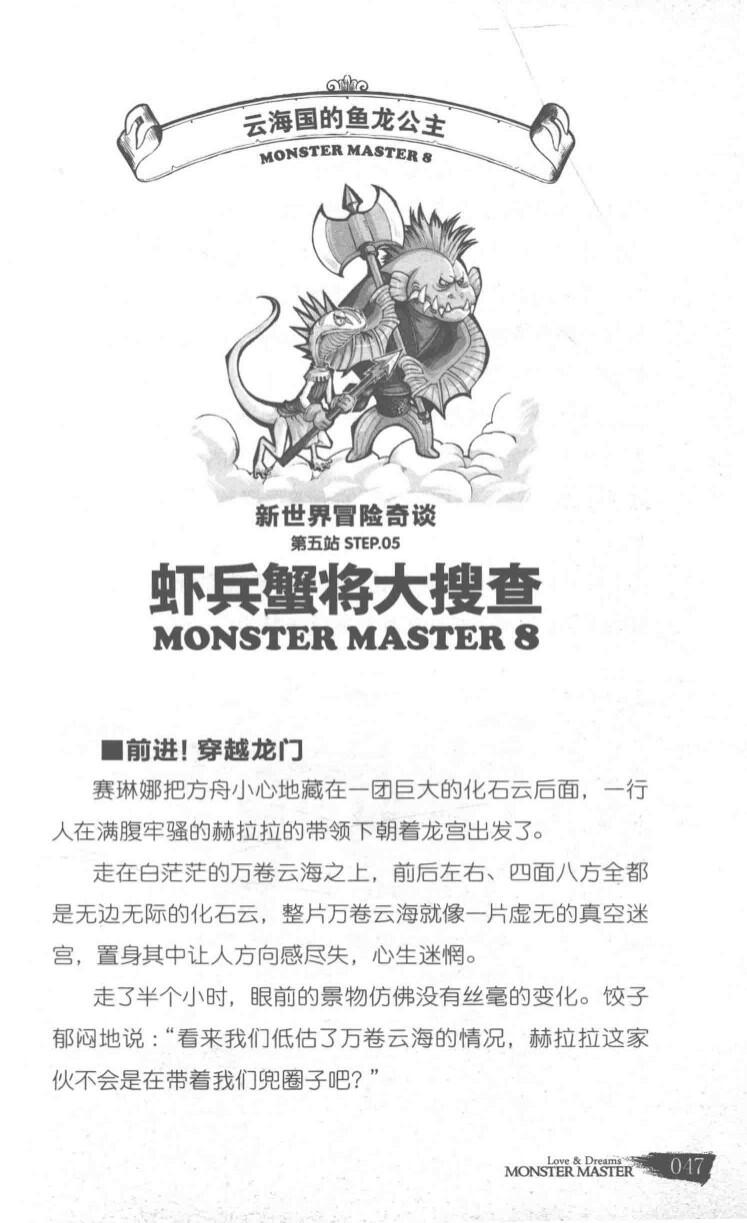 云海国的鱼龙公主
MONSTER MASTER 8
新世界冒险奇谈
第五站 STEP.05
虾兵蟹将大搜查
MONSTER MASTER 8
■前进！穿越龙门
赛琳娜把方舟小心地藏在一团巨大的化石云后面，一行
人在满腹牢骚的赫拉拉的带领下朝着龙宫出发了。
走在白茫茫的万卷云海之上，前后左右、四面八方全都
是无边无际的化石云，整片万卷云海就像一片虚无的真空迷
宫，置身其中让人方向感尽失，心生迷惘。
走了半个小时，眼前的景物仿佛没有丝毫的变化。饺子
郁闷地说：“看来我们低估了万卷云海的情况，赫拉拉这家
伙不会是在带着我们兜圈子吧？”
Love & Dreams
MONSTER MASTER 047